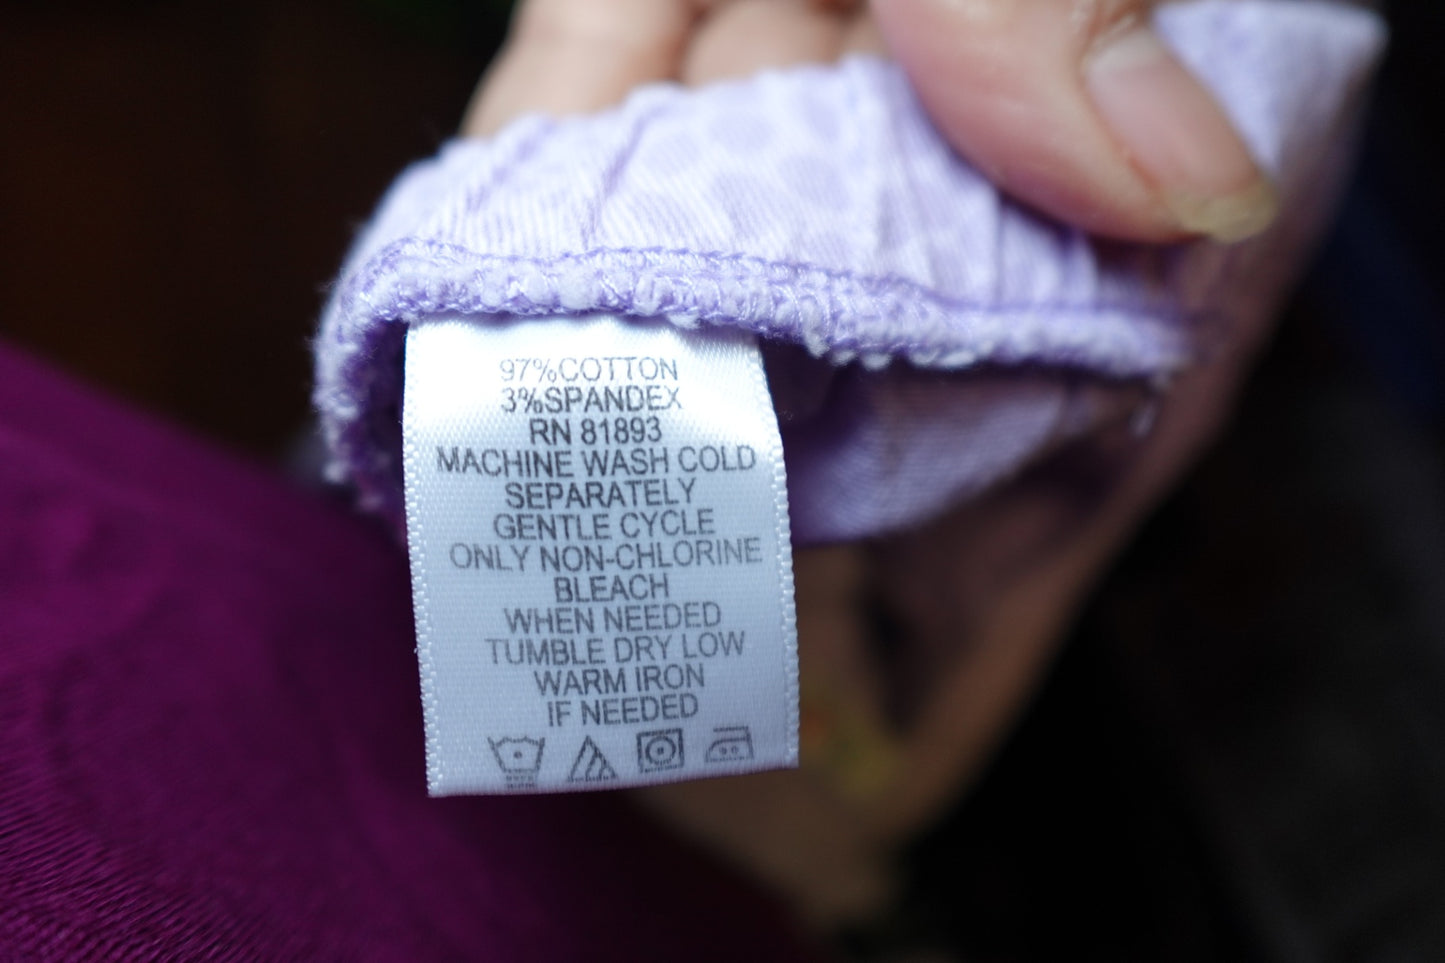 97%COTTON
3%SPANDEX
RN 81893
MACHINE WASH COLD
SEPARATELY
GENTLE CYCLE
ONLY NON-CHLORINE
BLEACH
WHEN NEEDED
TUMBLE DRY LOW
WARM IRON
IF NEEDED